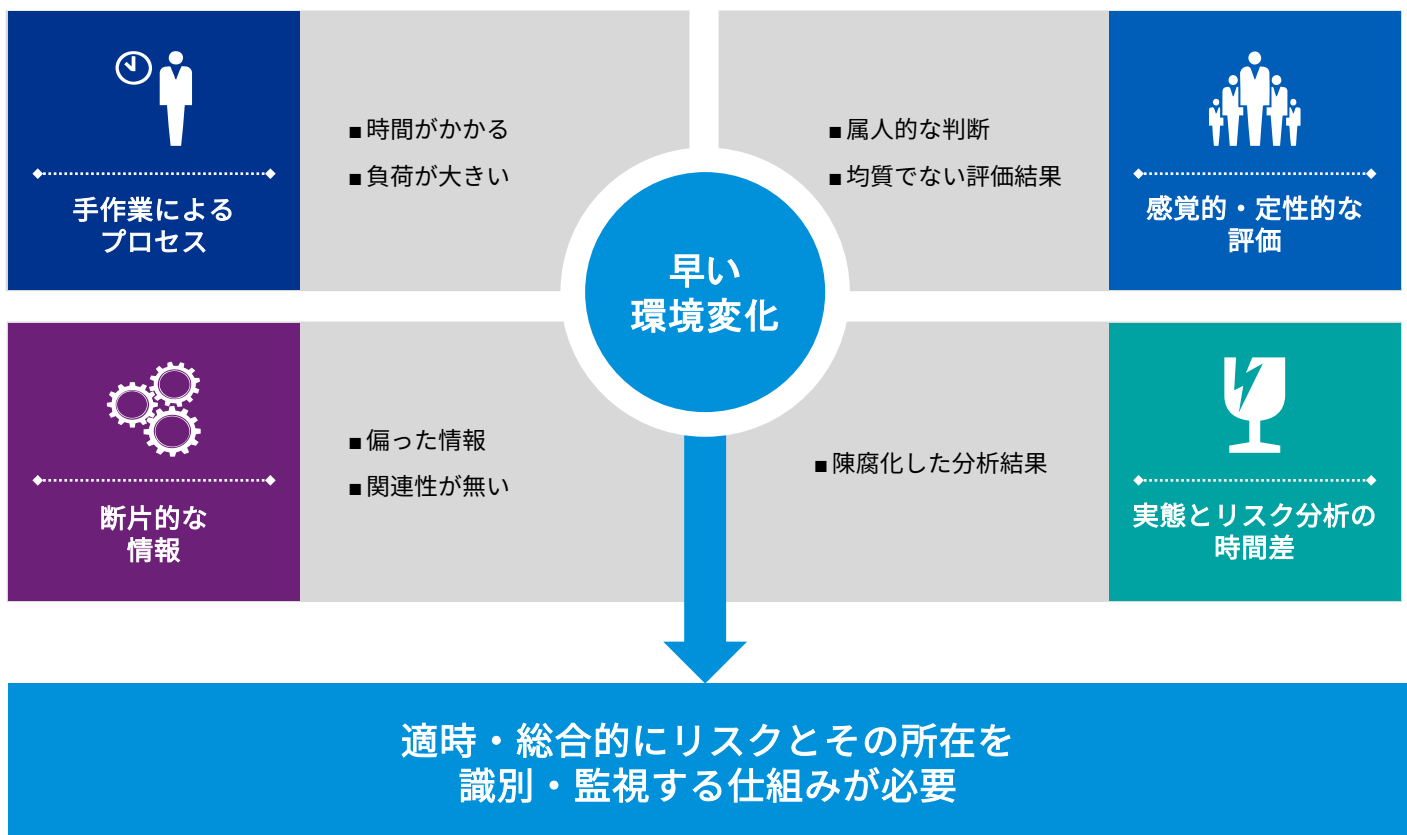 手作業による
プロセス
■時間がかかる
■負荷が大きい
■属人的な判断
■均質でない評価結果
感覚的・定性的な
評価
早い
環境変化
断片的な
情報
■偏った情報
■関連性が無い
■陳腐化した分析結果
実態とリスク分析の
時間差
適時・総合的にリスクとその所在を
識別・監視する仕組みが必要